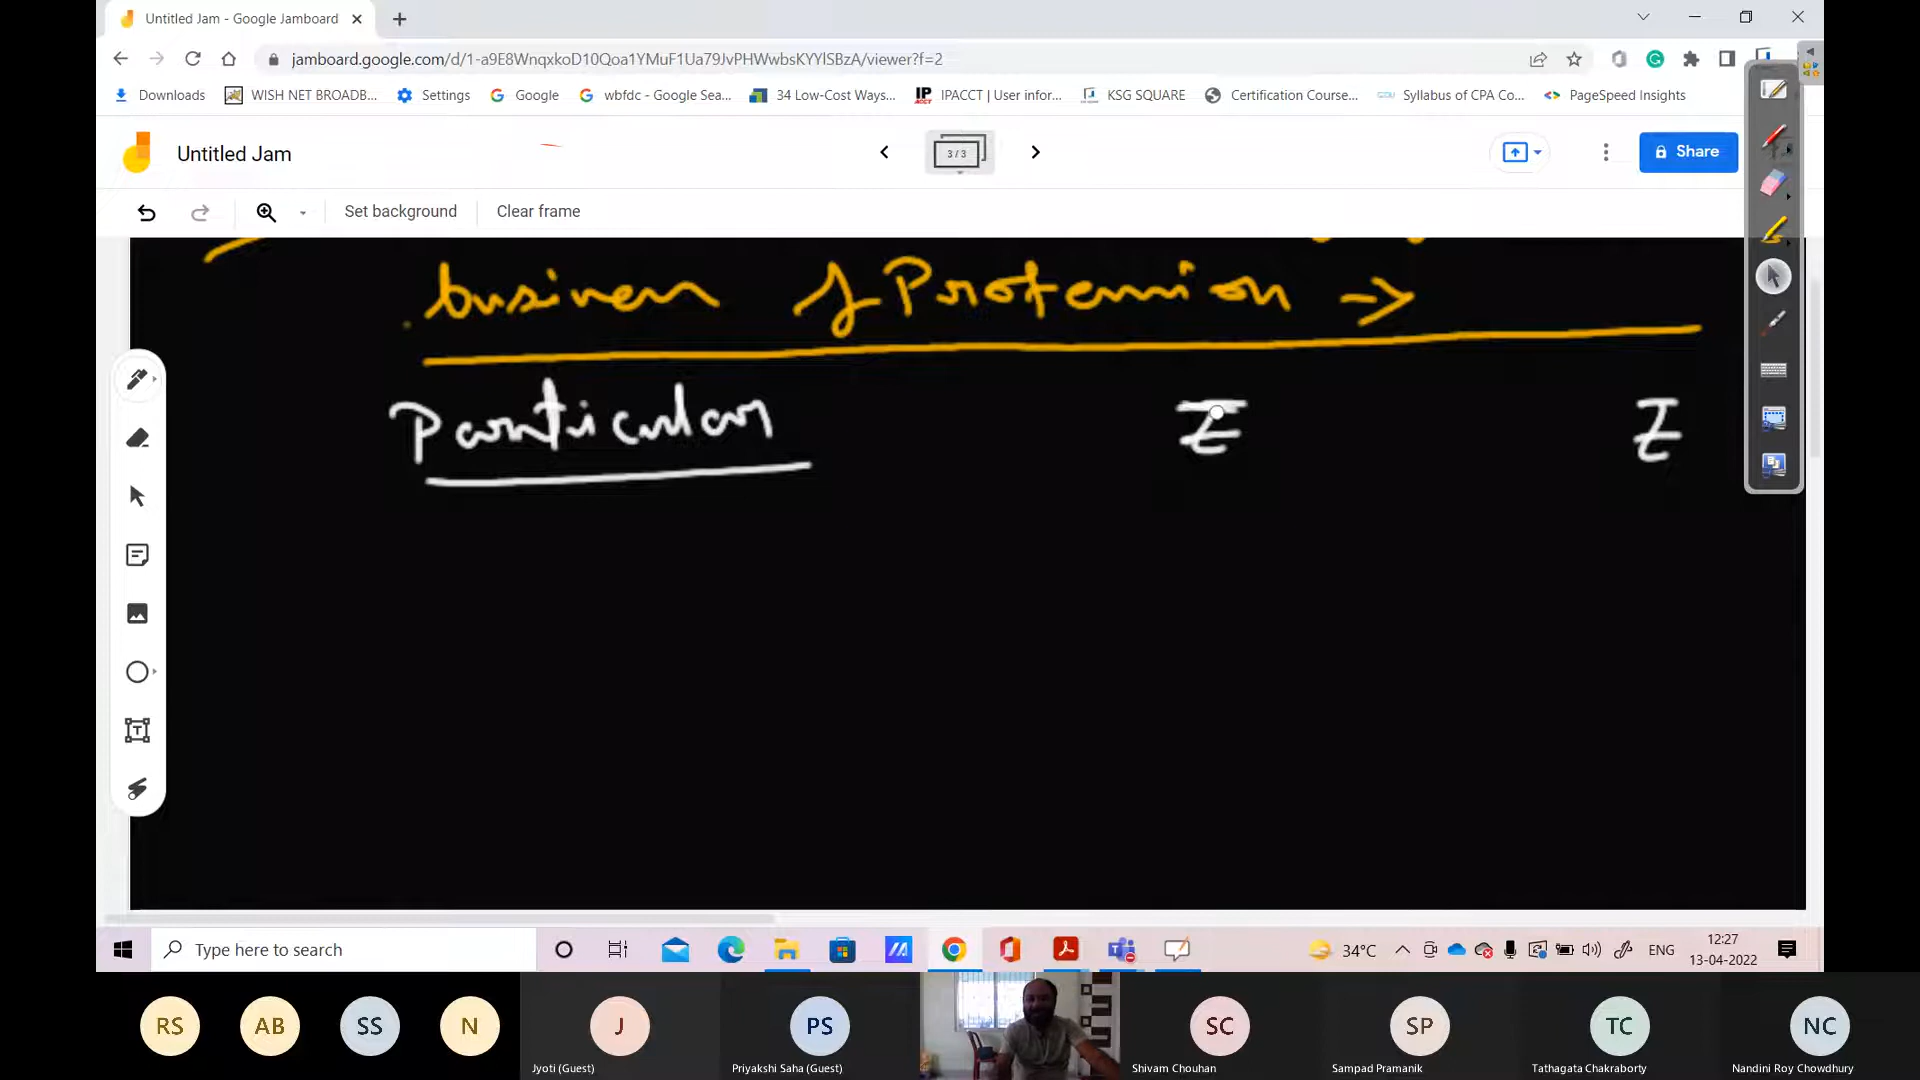 Untitled Jam - Google Jamboard
jamboard.google.com/d/1-a9E8WnqxkoD10Qoa1YMuF1Ua79JvPHWwbsKYYlSBzA/viewer?f=2
Downloads WISH NET BROADB... Settings Google wbfdc - Google Sea... 34 Low-Cost Ways... IPACCT | User infor... KSG SQUARE Certification Course... Syllabus of CPA Co... PageSpeed Insights
Untitled Jam 3 / 3 Share
Set background Clear frame
business Profession →
Particulars ₹ ₹
Type here to search 34°C ENG 12:27
13-04-2022
RS AB SS N J PS SC SP TC NC
Jyoti (Guest) Priyakshi Saha (Guest) Shivam Chouhan Sampad Pramanik Tathagata Chakraborty Nandini Roy Chowdhury